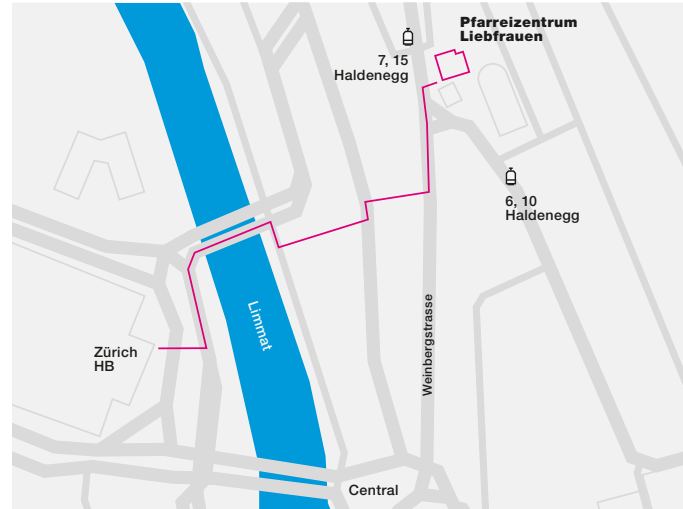 Pfarreizentrum
Liebfrauen
7, 15
Haldenegg
6, 10
Haldenegg
Limmat
Weinbergstrasse
Zürich
HB
Central